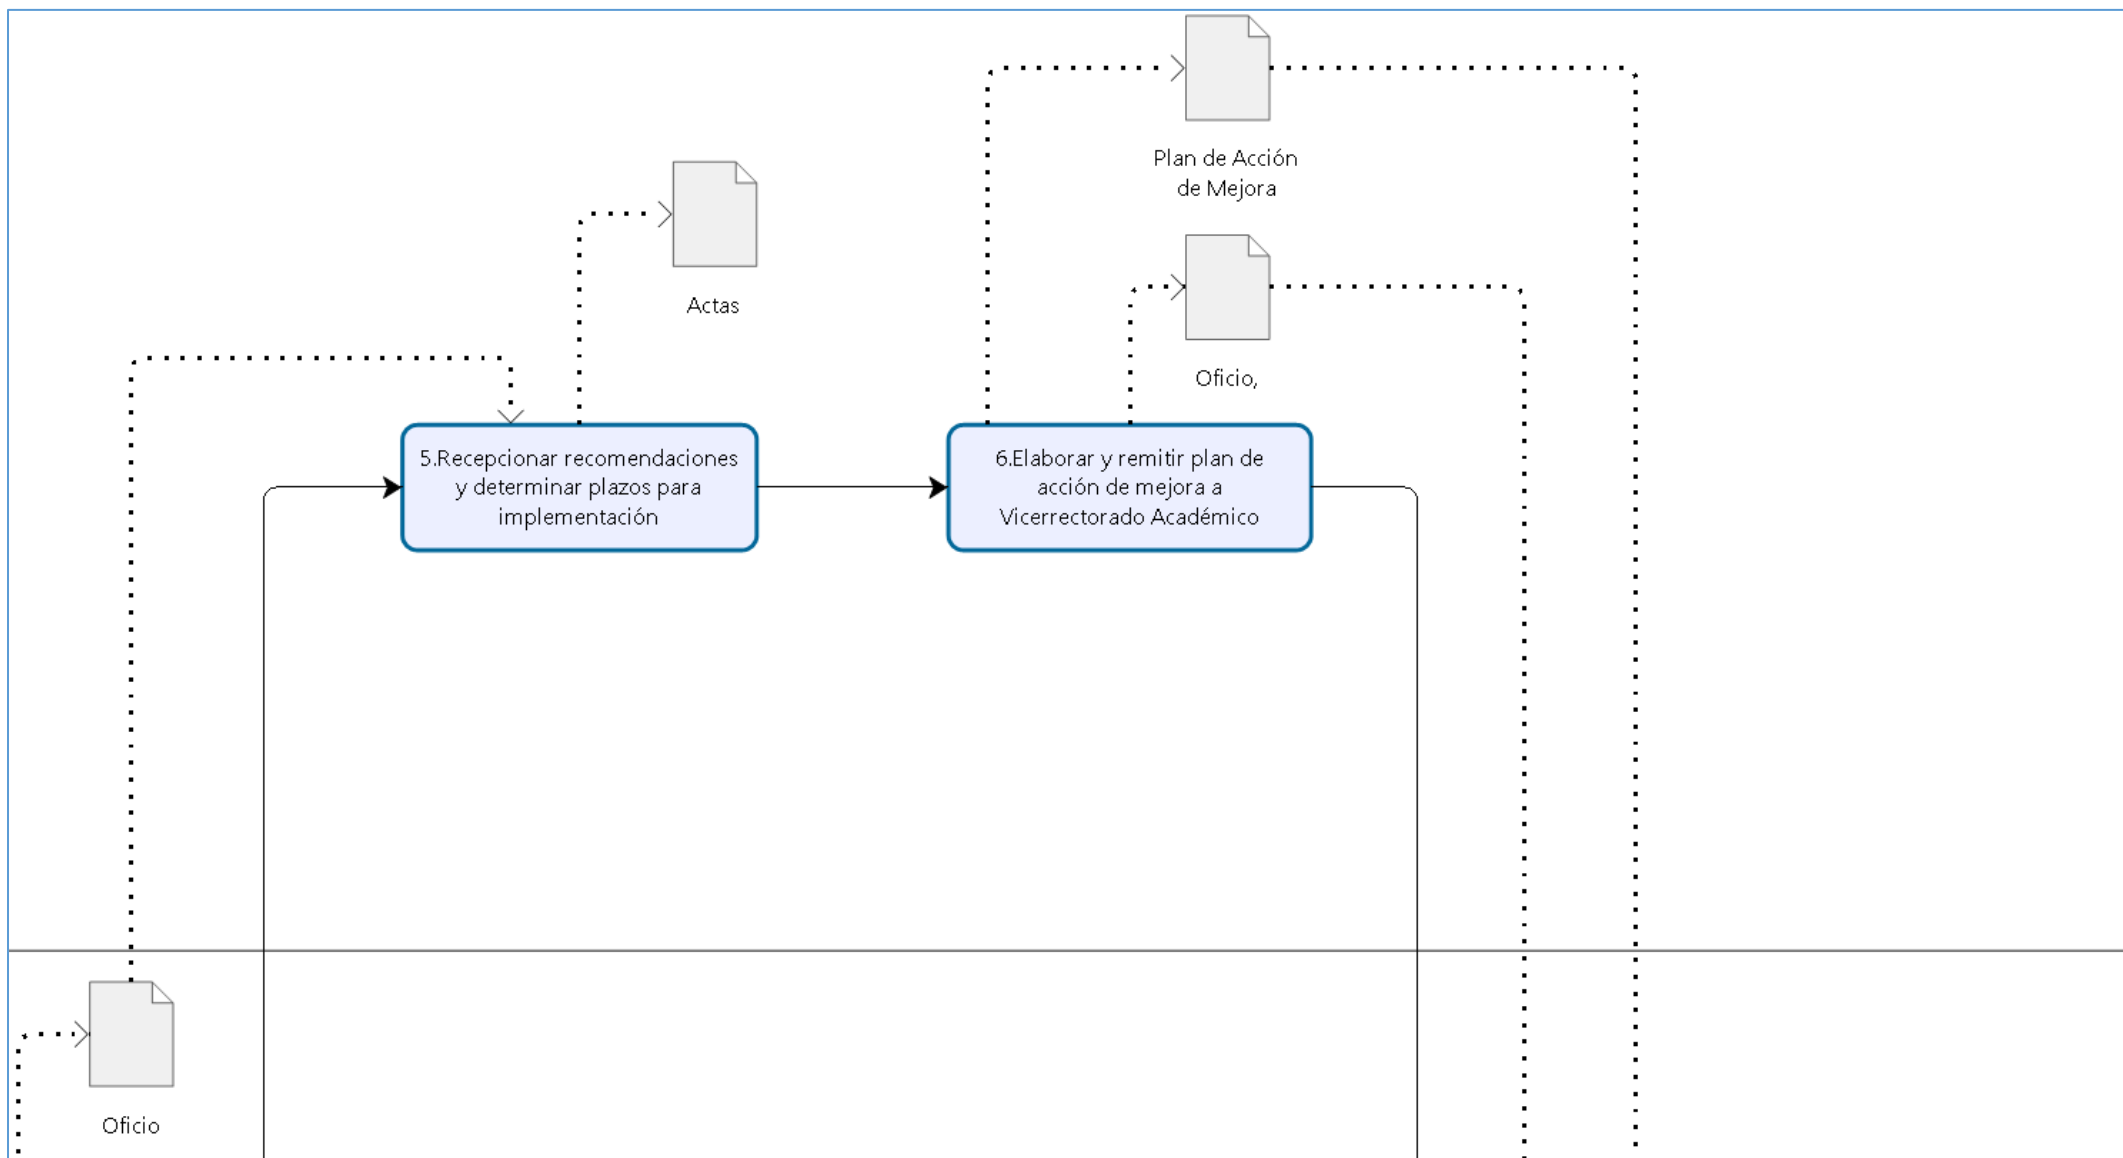 Plan de Acción
de Mejora
Actas
Oficio,
5.Recepcionar recomendaciones
y determinar plazos para
implementación
6.Elaborar y remitir plan de
acción de mejora a
Vicerrectorado Académico
Oficio